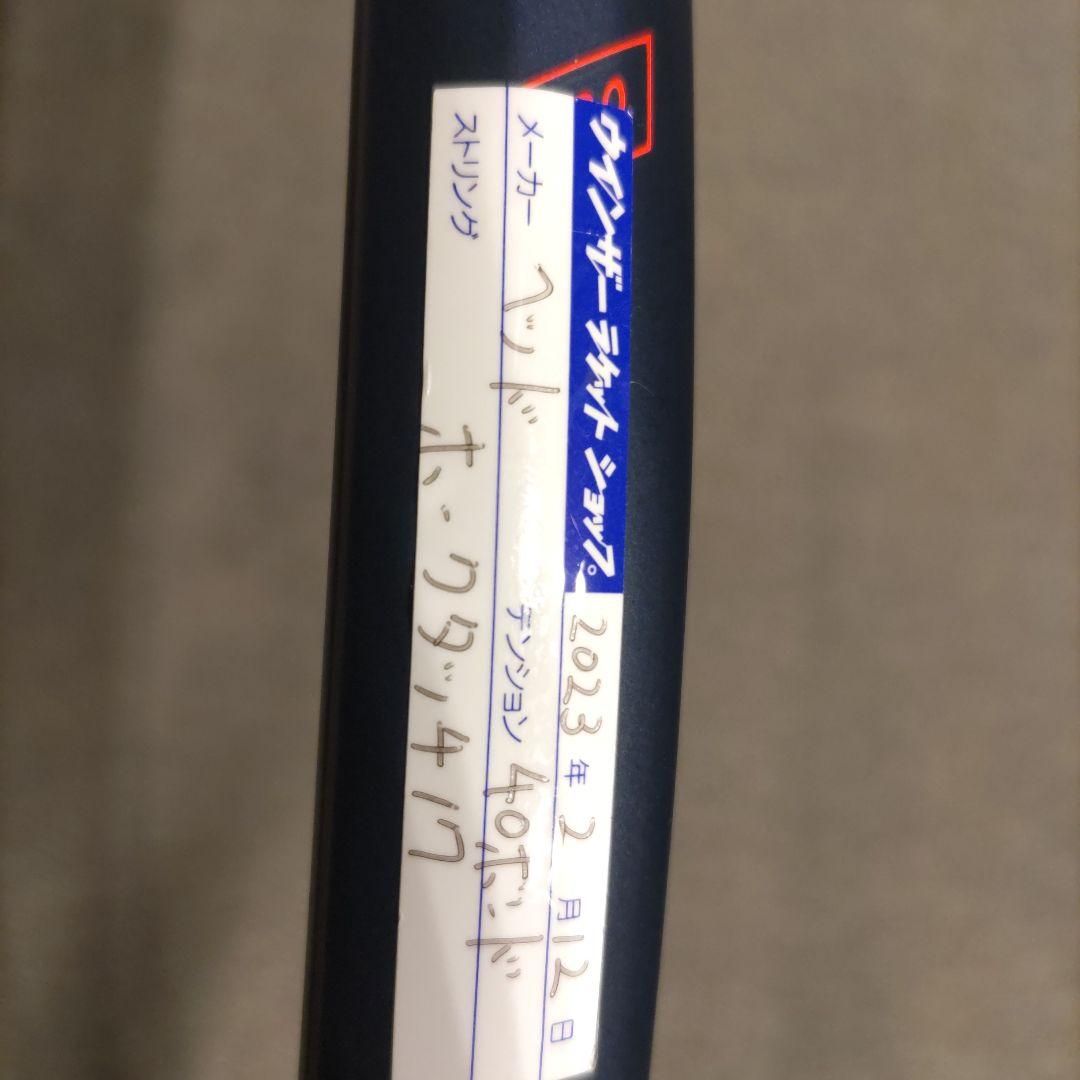 ウインザーラケットショップ。 2023年2月12日
メーカー ヘッド テンション 40ポンド
ストリング ホークタッチ17